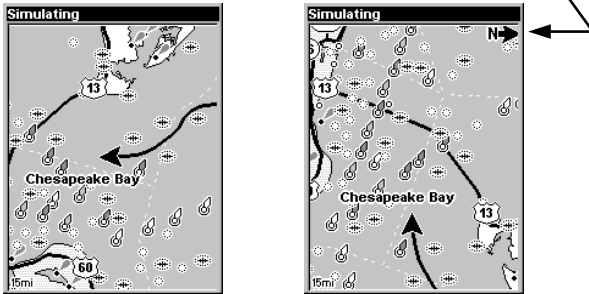 Simulating
13
Chesapeake Bay
60
15mi
Simulating
N
13
Chesapeake Bay
13
15mi